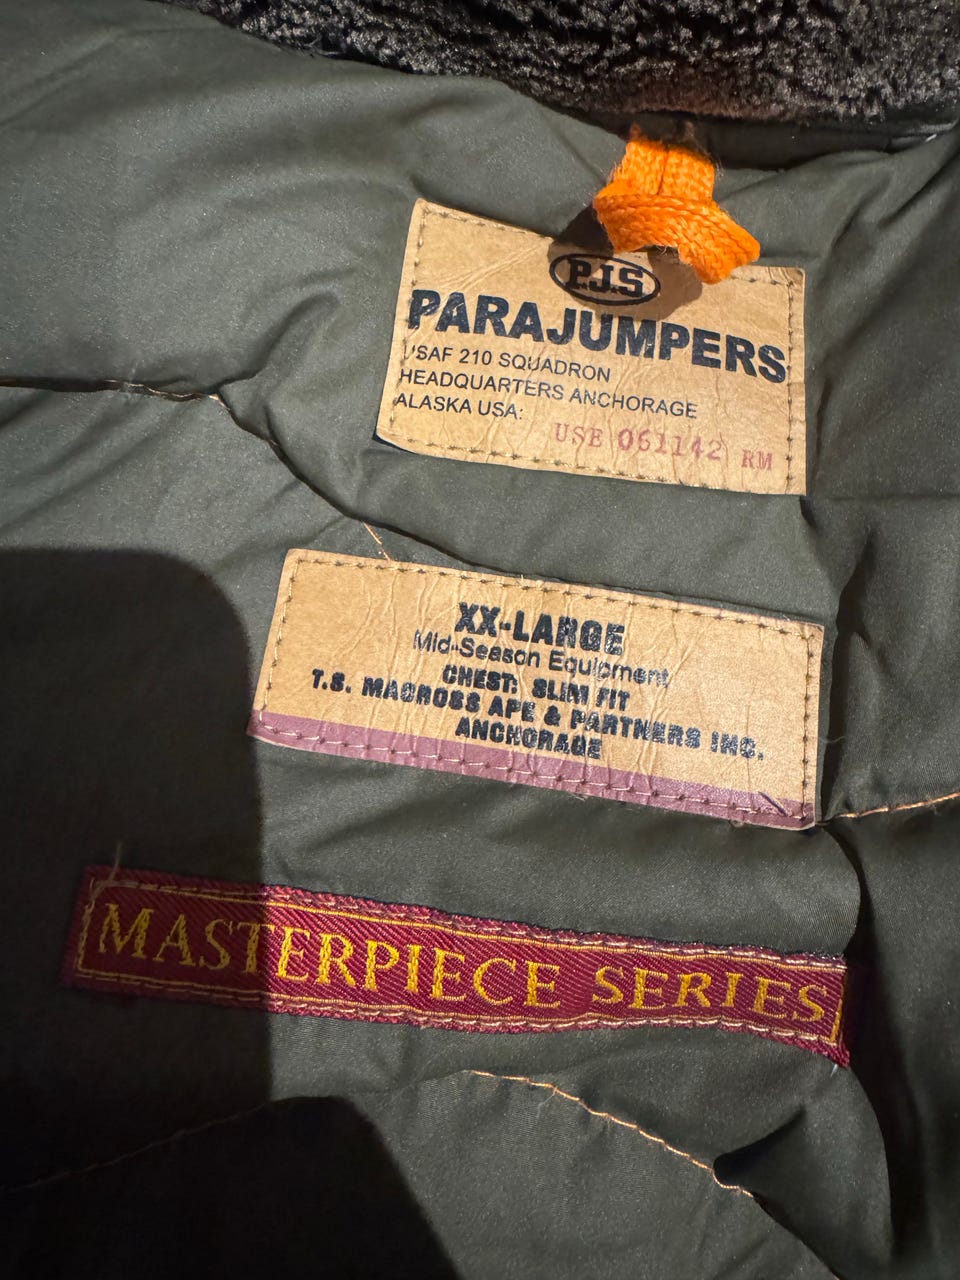 P.J.S
PARAJUMPERS
USAF 210 SQUADRON
HEADQUARTERS ANCHORAGE
ALASKA USA:
USE 061142 RM
XX-LARGE
Mid-Season Equipment
CHEST: SLIM FIT
T.S. MACROSS APE & PARTNERS INC.
ANCHORAGE
MASTERPIECE SERIES